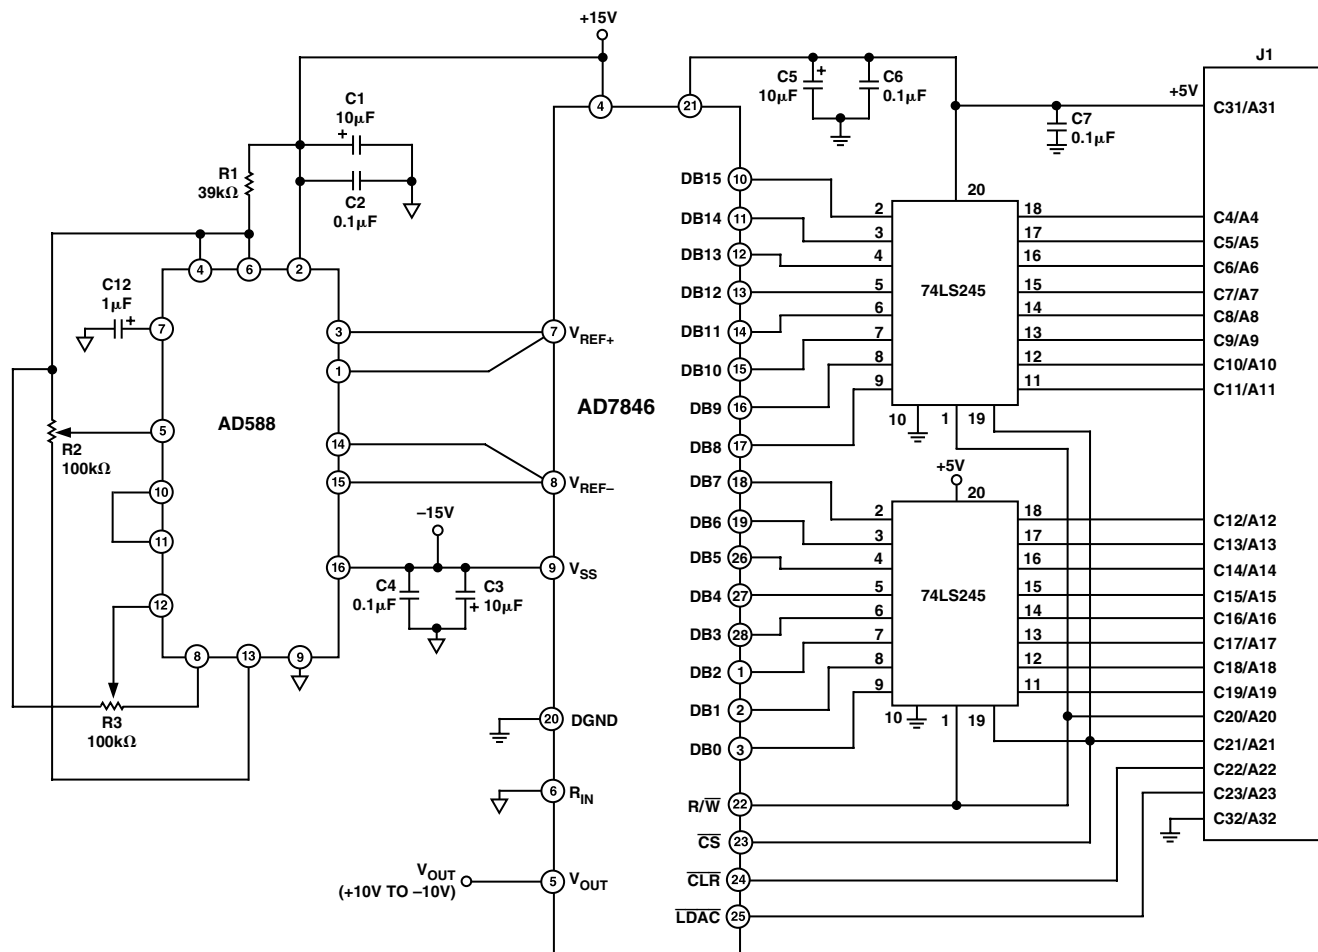 +15V
J1
C1
10µF
+
C2
0.1µF
R1
39kΩ
4
21
C5
10µF
+
C6
0.1µF
+5V
C31/A31
C7
0.1µF
4
6
2
C12
1µF
+
7
3
1
7
VREF+
AD588
AD7846
5
R2
100kΩ
14
15
8
VREF–
10
11
–15V
16
9
VSS
C4
0.1µF
C3
+ 10µF
12
8
13
9
R3
100kΩ
20
DGND
6
RIN
VOUT
(+10V TO –10V)
5
VOUT
DB15 10
DB14 11
DB13 12
DB12 13
DB11 14
DB10 15
DB9 16
DB8 17
DB7 18
DB6 19
DB5 26
DB4 27
DB3 28
DB2 1
DB1 2
DB0 3
R/W 22
CS 23
CLR 24
LDAC 25
20
2
3
4
5
6
7
8
9
74LS245
18
17
16
15
14
13
12
11
10
1
19
C4/A4
C5/A5
C6/A6
C7/A7
C8/A8
C9/A9
C10/A10
C11/A11
+5V
20
2
3
4
5
6
7
8
9
74LS245
18
17
16
15
14
13
12
11
10
1
19
C12/A12
C13/A13
C14/A14
C15/A15
C16/A16
C17/A17
C18/A18
C19/A19
C20/A20
C21/A21
C22/A22
C23/A23
C32/A32